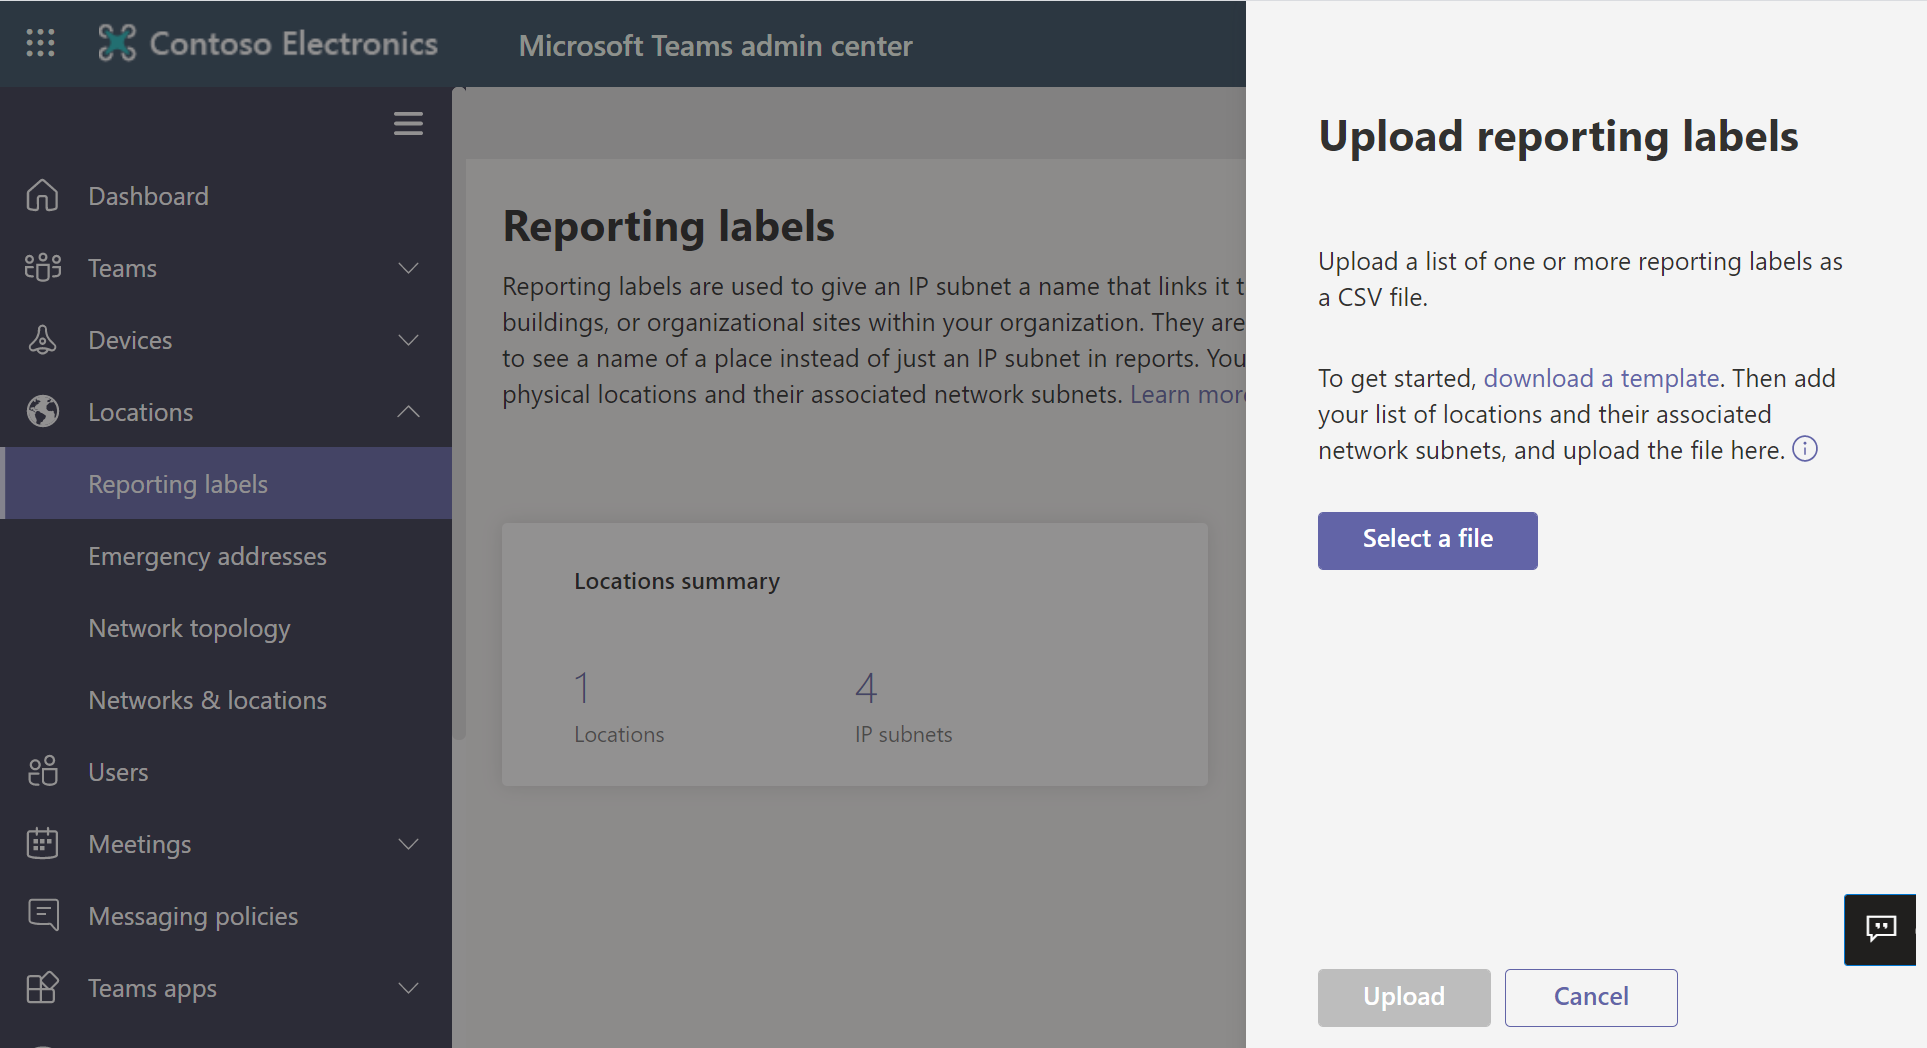 Contoso Electronics
Microsoft Teams admin center
Dashboard
Teams
Devices
Locations
Reporting labels
Emergency addresses
Network topology
Networks & locations
Users
Meetings
Messaging policies
Teams apps
Reporting labels
Reporting labels are used to give an IP subnet a name that links it t
buildings, or organizational sites within your organization. They are
to see a name of a place instead of just an IP subnet in reports. You
physical locations and their associated network subnets. Learn more
Locations summary
1
Locations
4
IP subnets
Upload reporting labels
Upload a list of one or more reporting labels as
a CSV file.
To get started, download a template. Then add
your list of locations and their associated
network subnets, and upload the file here.
Select a file
Upload
Cancel